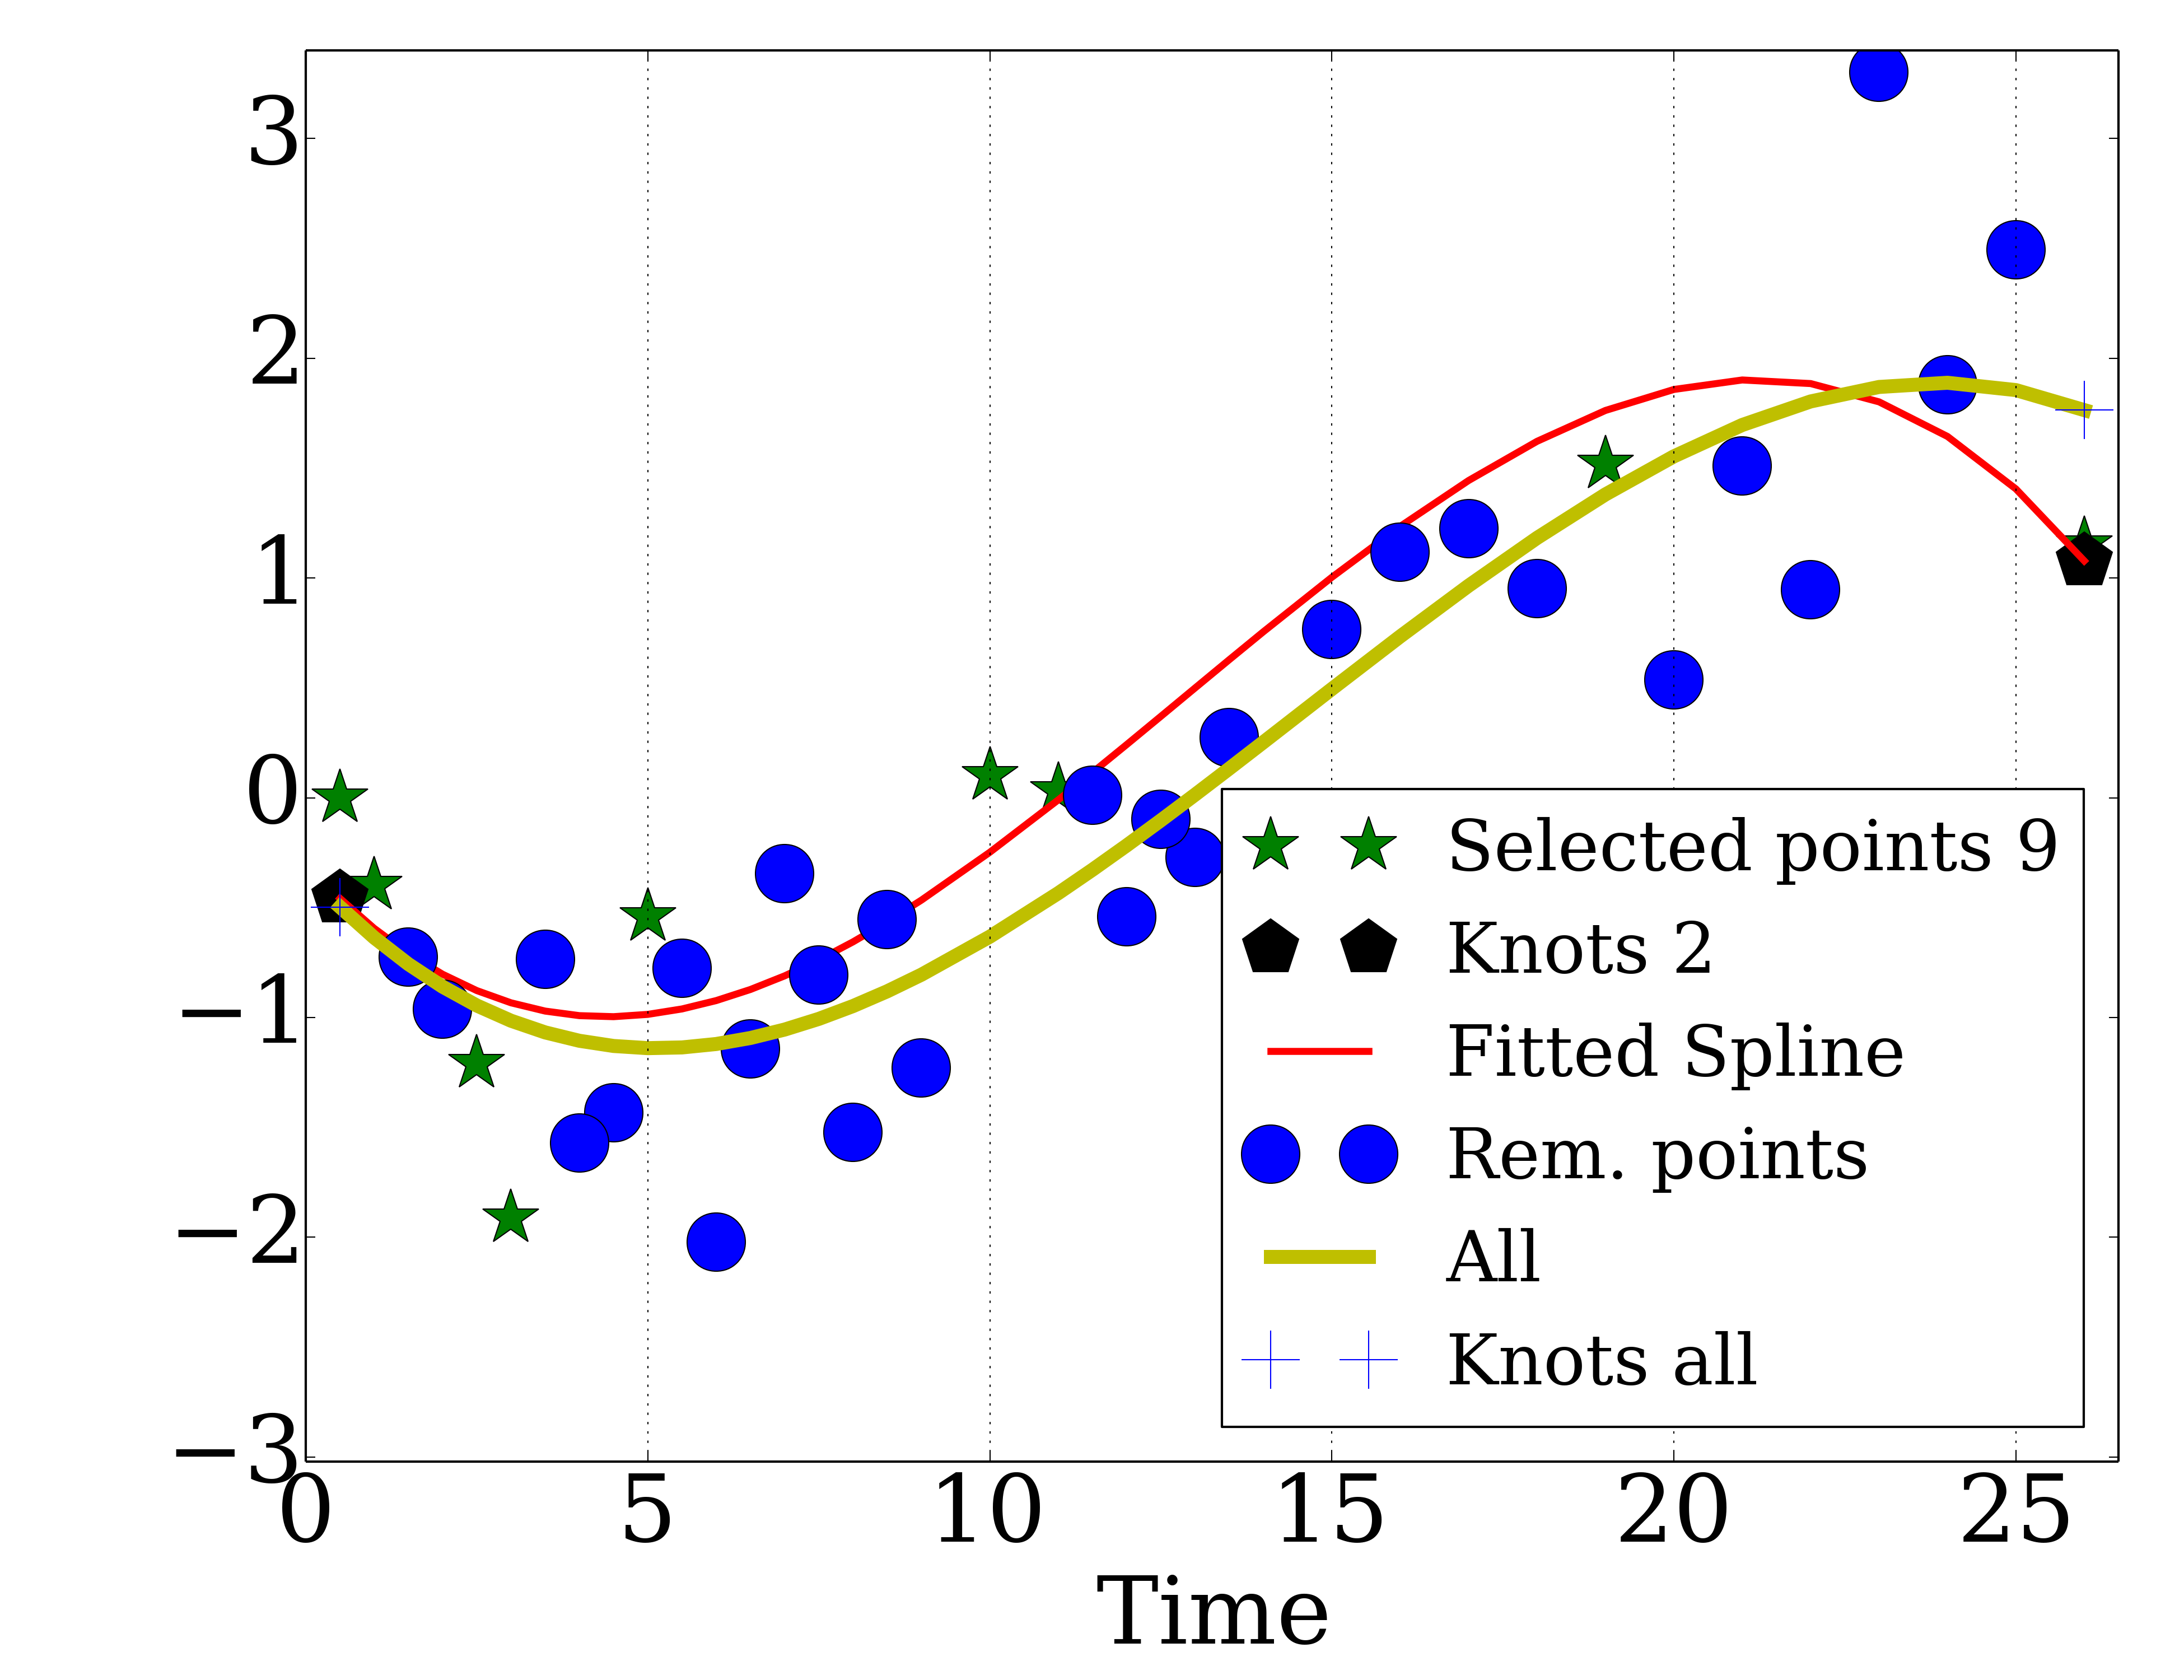 3
2
1
0
−1
−2
−3
Selected points 9
Knots 2
Fitted Spline
Rem. points
All
Knots all
0 5 10 15 20 25
Time